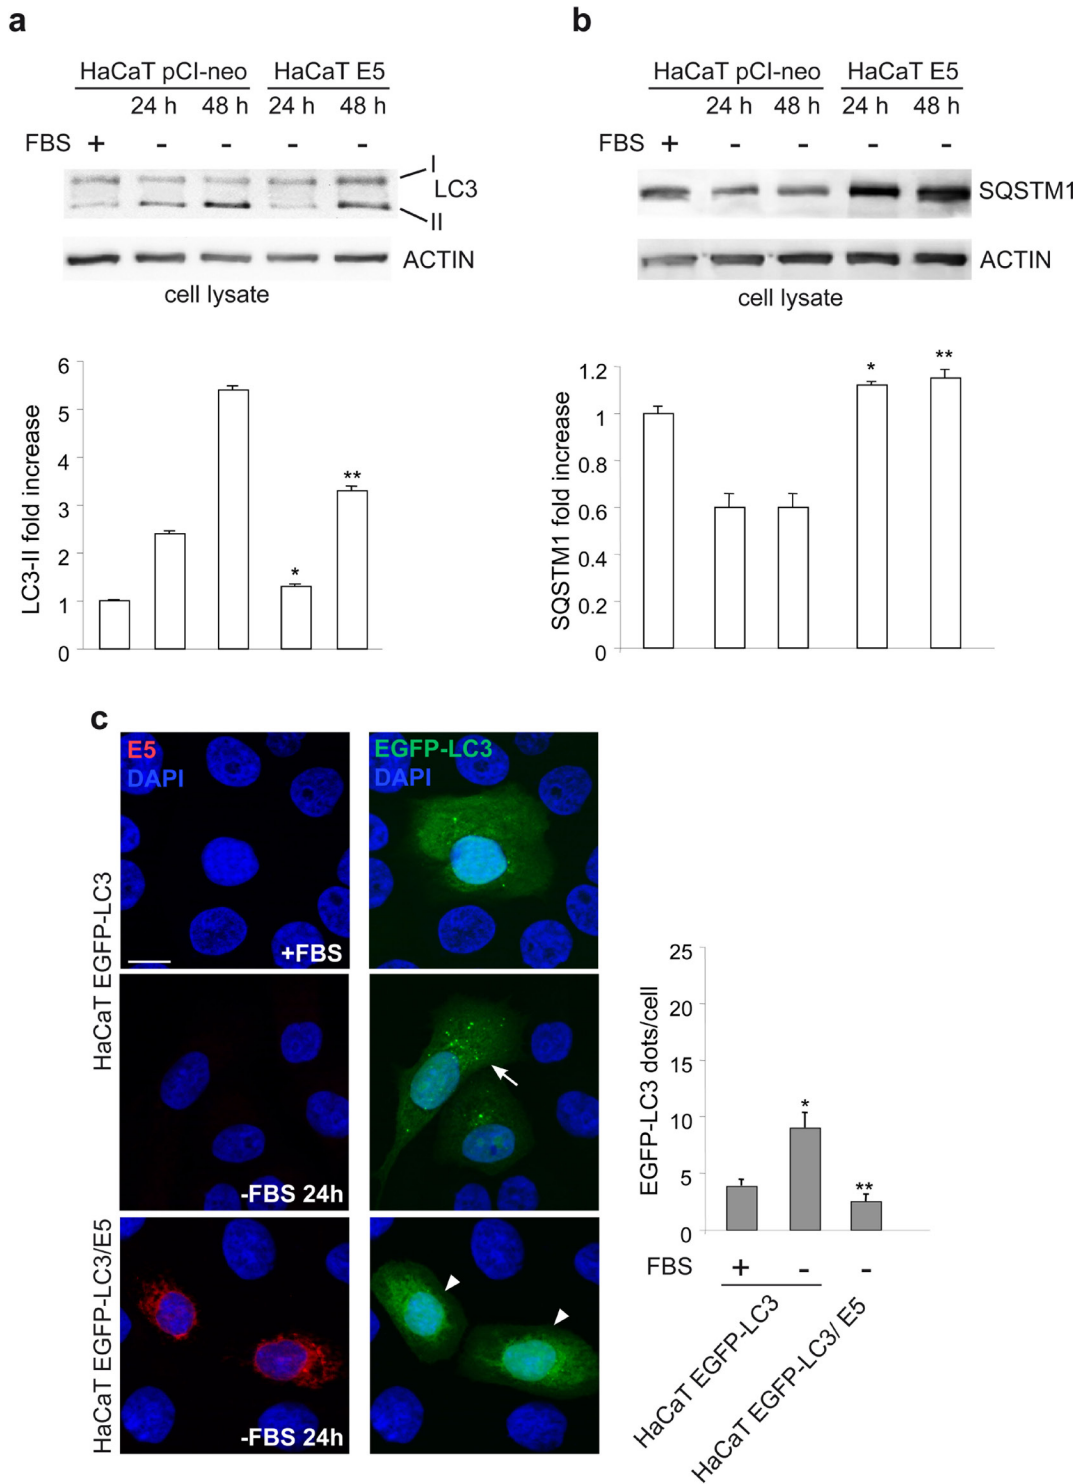 a
HaCaT pCI-neo HaCaT E5
24 h 48 h 24 h 48 h
FBS + - - - -
I
LC3
II
ACTIN
cell lysate
LC3-II fold increase
6
5
4
3
2
1
0
*
**
b
HaCaT pCI-neo HaCaT E5
24 h 48 h 24 h 48 h
FBS + - - - -
SQSTM1
ACTIN
cell lysate
SQSTM1 fold increase
1.2
1
0.8
0.6
0.4
0.2
0
*
**
c
HaCaT EGFP-LC3
HaCaT EGFP-LC3/E5
E5
DAPI
+FBS
EGFP-LC3
DAPI
-FBS 24h
-FBS 24h
EGFP-LC3 dots/cell
25
20
15
10
5
0
*
**
FBS + - -
HaCaT EGFP-LC3
HaCaT EGFP-LC3/ E5